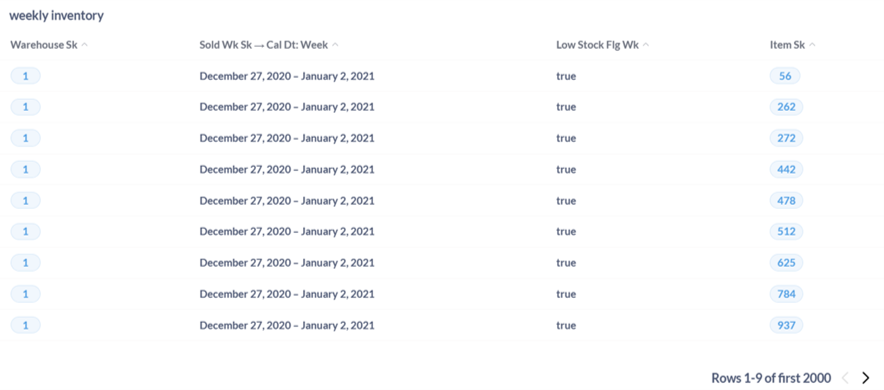 weekly inventory
Warehouse Sk Sold Wk Sk → Cal Dt: Week Low Stock Flg Wk Item Sk
1 December 27, 2020 – January 2, 2021 true 56
1 December 27, 2020 – January 2, 2021 true 262
1 December 27, 2020 – January 2, 2021 true 272
1 December 27, 2020 – January 2, 2021 true 442
1 December 27, 2020 – January 2, 2021 true 478
1 December 27, 2020 – January 2, 2021 true 512
1 December 27, 2020 – January 2, 2021 true 625
1 December 27, 2020 – January 2, 2021 true 784
1 December 27, 2020 – January 2, 2021 true 937
Rows 1-9 of first 2000